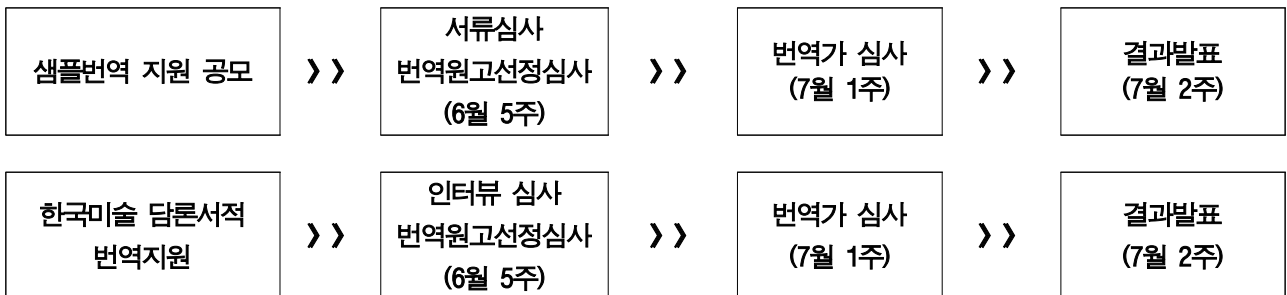 샘플번역 지원 공모
》》
서류심사
번역원고선정심사
(6월 5주)
》》
번역가 심사
(7월 1주)
》》
결과발표
(7월 2주)
한국미술 담론서적
번역지원
》》
인터뷰 심사
번역원고선정심사
(6월 5주)
》》
번역가 심사
(7월 1주)
》》
결과발표
(7월 2주)